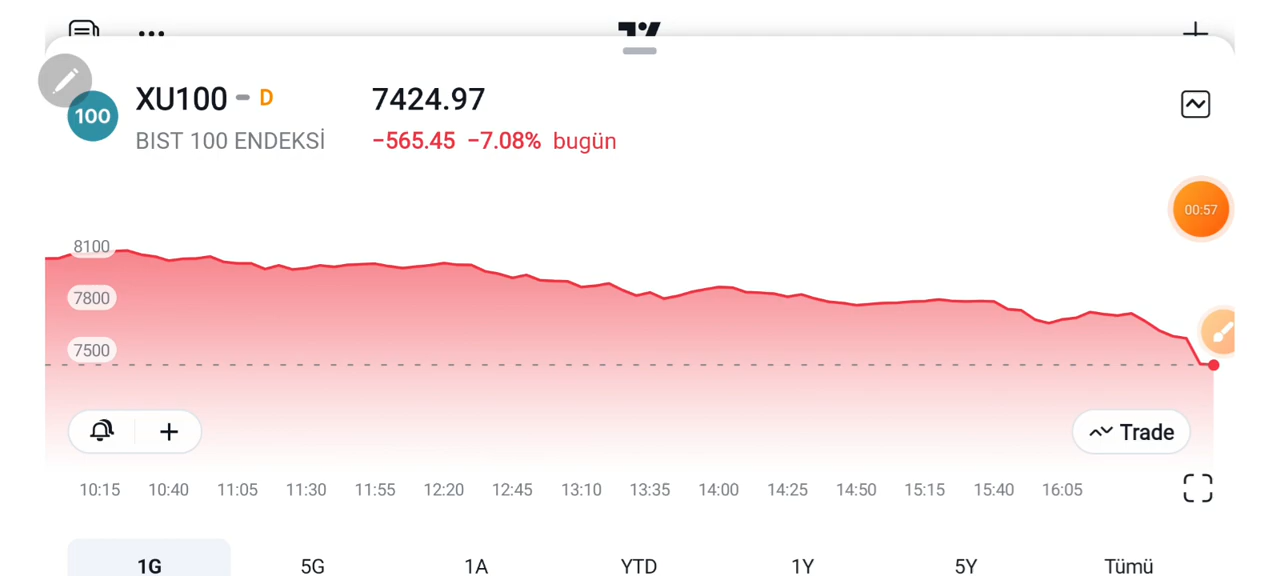 XU100 D
7424.97
100
BIST 100 ENDEKSİ
−565.45 −7.08% bugün
00:57
8100
7800
7500
Trade
10:15 10:40 11:05 11:30 11:55 12:20 12:45 13:10 13:35 14:00 14:25 14:50 15:15 15:40 16:05
1G 5G 1A YTD 1Y 5Y Tümü